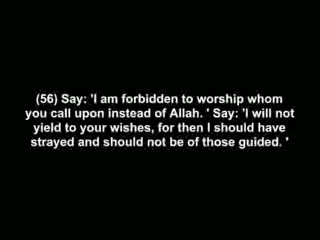 (56) Say: 'I am forbidden to worship whom
you call upon instead of Allah. ' Say: 'I will not
yield to your wishes, for then I should have
strayed and should not be of those guided. '